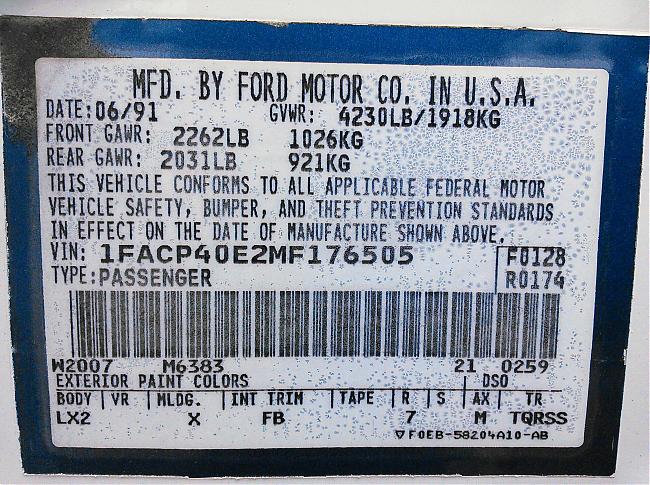 MFD. BY FORD MOTOR CO. IN U.S.A.
DATE:06/91 GVWR: 4230LB/1918KG
FRONT GAWR: 2262LB 1026KG
REAR GAWR: 2031LB 921KG
THIS VEHICLE CONFORMS TO ALL APPLICABLE FEDERAL MOTOR
VEHICLE SAFETY, BUMPER, AND THEFT PREVENTION STANDARDS
IN EFFECT ON THE DATE OF MANUFACTURE SHOWN ABOVE.
VIN: 1FACP40E2MF176505 F0128
TYPE:PASSENGER R0174
W2007 M6383 21 0259
EXTERIOR PAINT COLORS DSO
BODY VR MLDG. INT TRIM TAPE R S AX TR
LX2 X FB 7 M TQRSS
▽F0EB-58204A10-AB